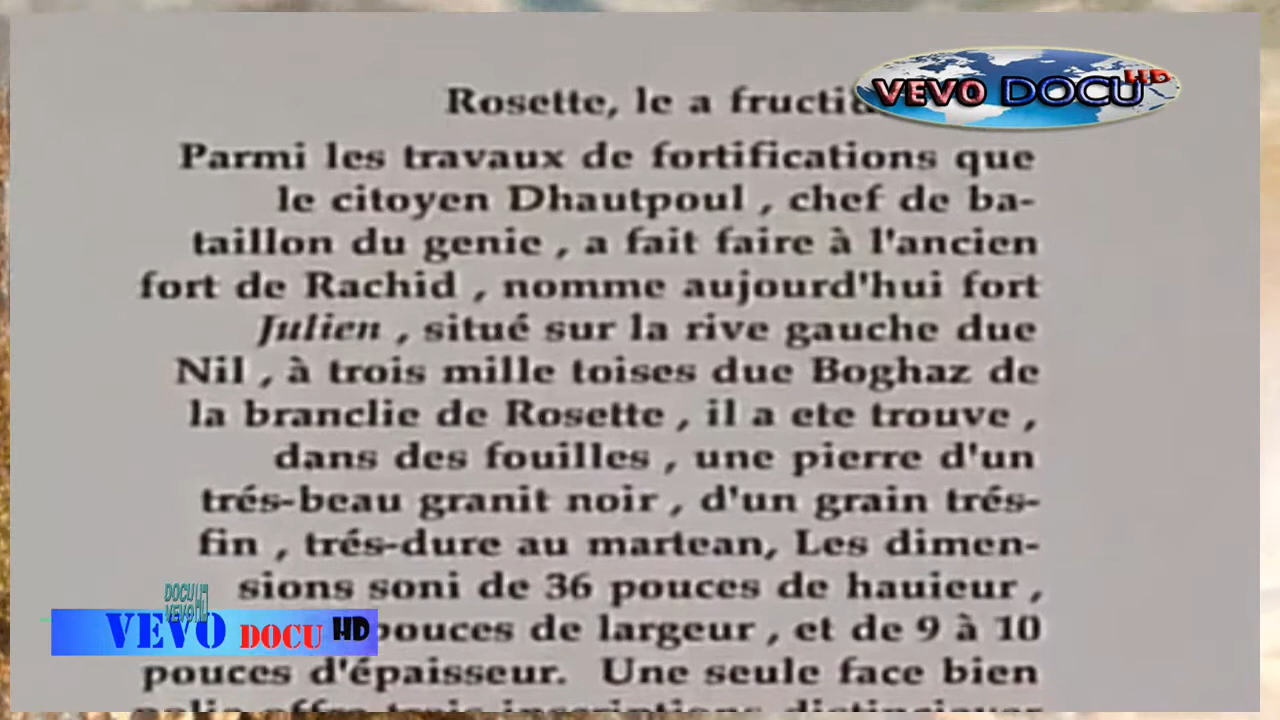 VEVO DOCU HD
Rosette, le a fructi
Parmi les travaux de fortifications que
le citoyen Dhautpoul , chef de ba-
taillon du genie , a fait faire à l'ancien
fort de Rachid , nomme aujourd'hui fort
Julien , situé sur la rive gauche due
Nil , à trois mille toises due Boghaz de
la branclie de Rosette , il a ete trouve ,
dans des fouilles , une pierre d'un
trés-beau granit noir , d'un grain trés-
fin , trés-dure au martean, Les dimen-
sions soni de 36 pouces de hauieur ,
pouces de largeur , et de 9 à 10
pouces d'épaisseur. Une seule face bien
DOCU
VEVO
VEVO DOCU HD